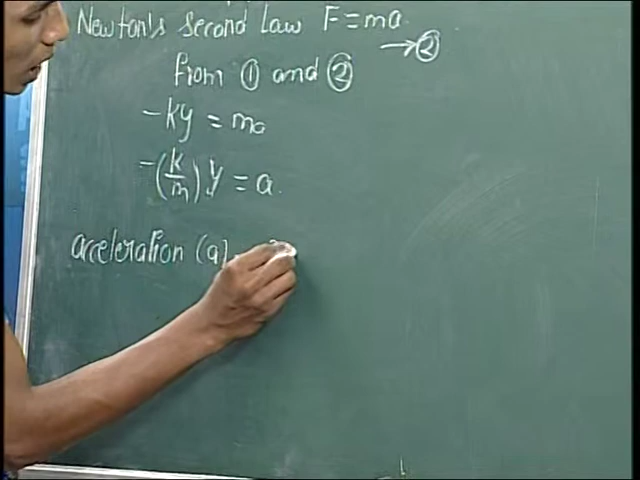 Newton's second Law F=ma
→②
from ① and ②
-ky = ma
-(k/m) y = a.
acceleration (a)